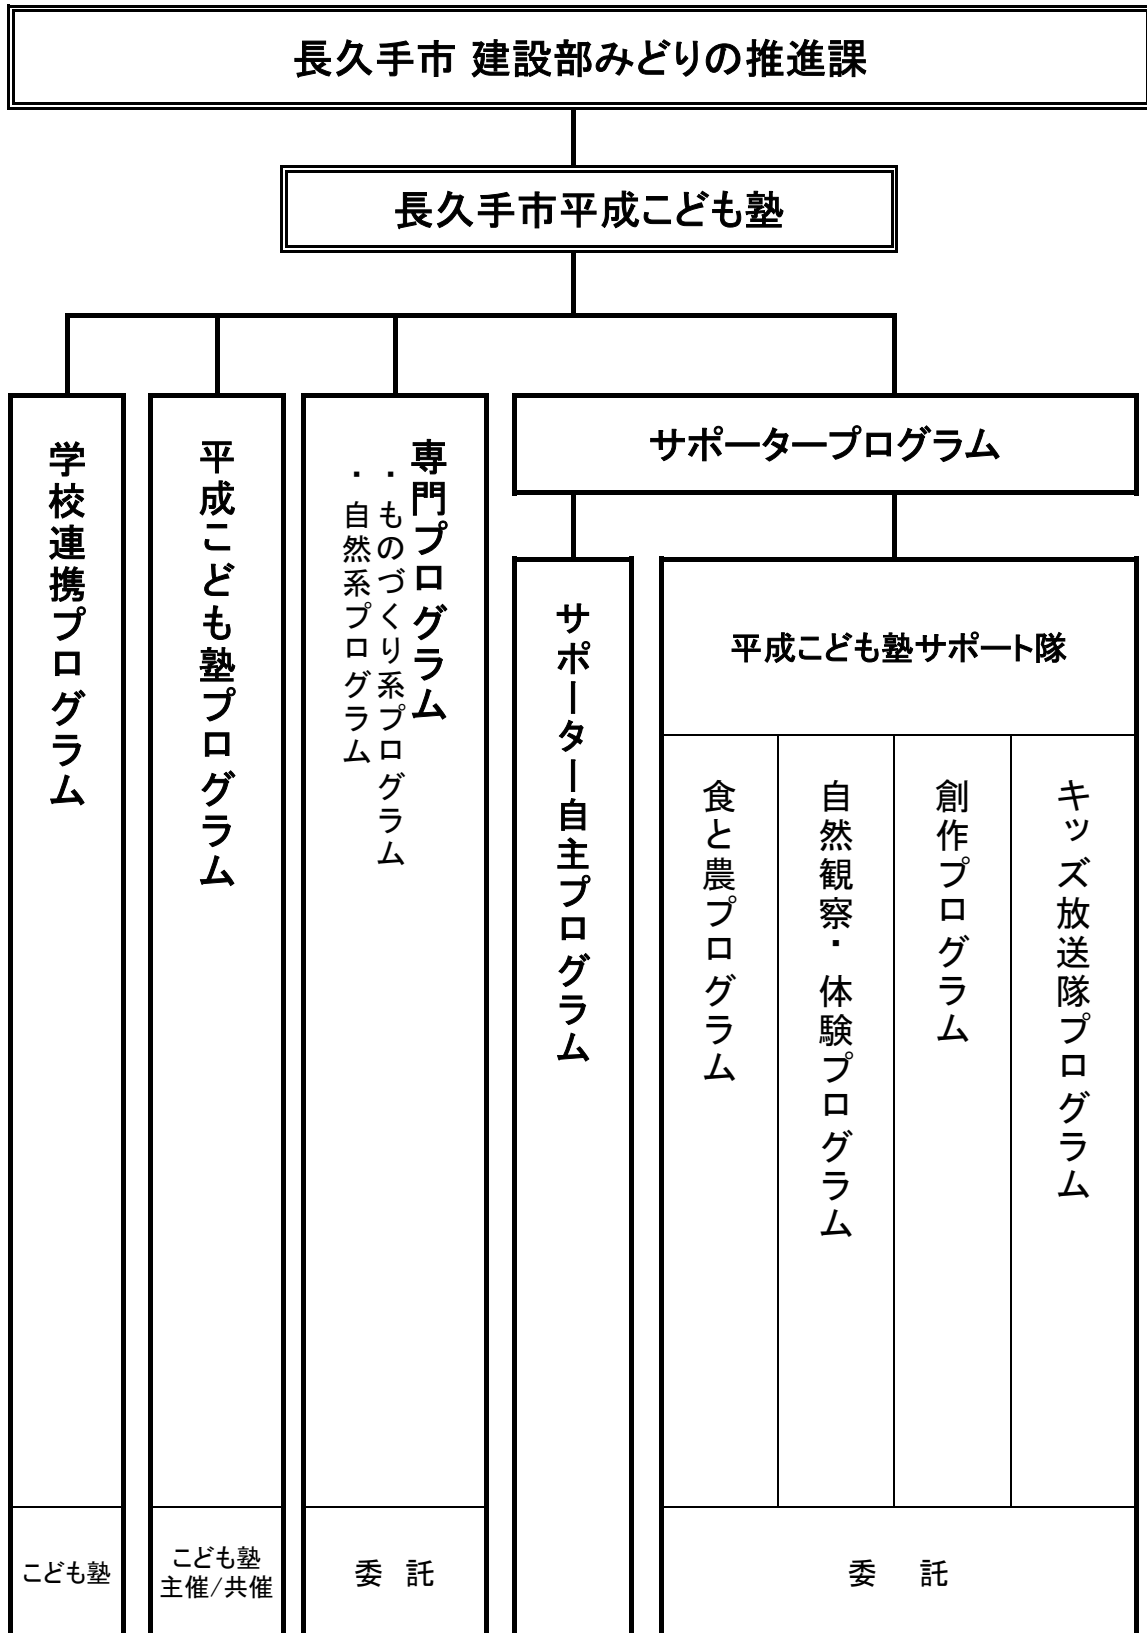 長久手市 建設部みどりの推進課
長久手市平成こども塾
学校連携プログラム
平成こども塾プログラム
専門プログラム
・ものづくり系プログラム
・自然系プログラム
サポータープログラム
サポーター自主プログラム
平成こども塾サポート隊
食と農プログラム
自然観察・体験プログラム
創作プログラム
キッズ放送隊プログラム
こども塾
こども塾
主催/共催
委 託
委 託